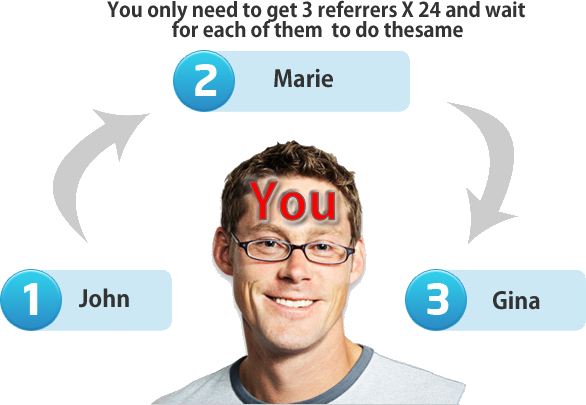 You only need to get 3 referrers X 24 and wait
for each of them to do thesame
2 Marie
You
1 John
3 Gina